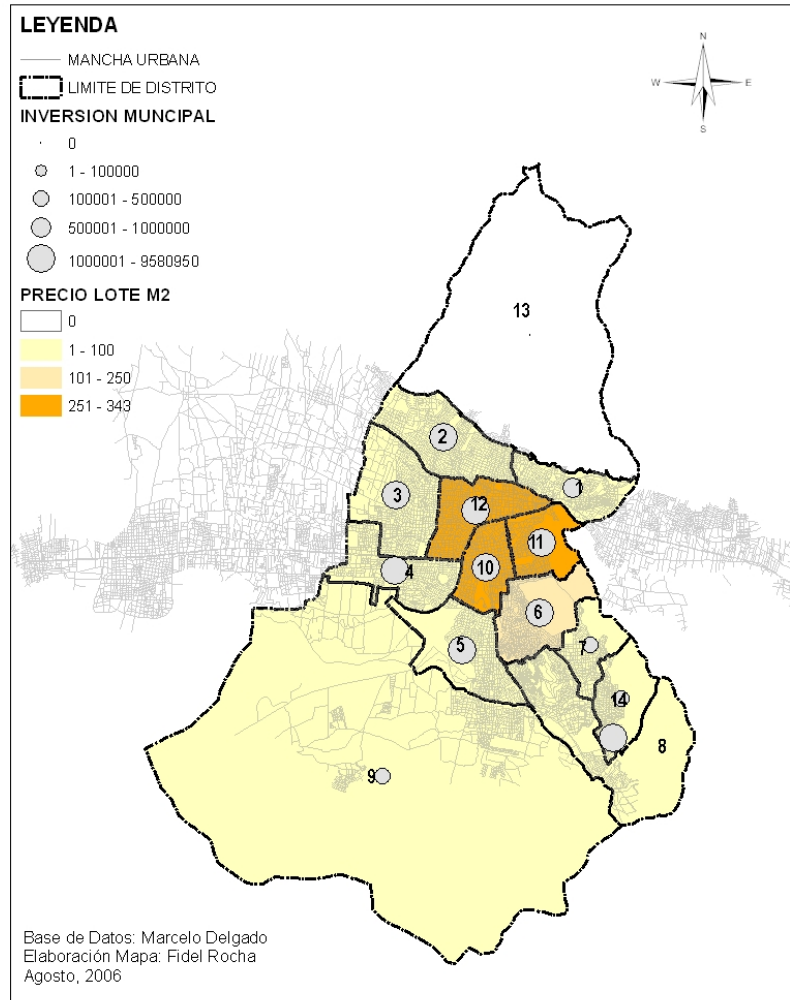 LEYENDA
MANCHA URBANA
LIMITE DE DISTRITO
INVERSION MUNCIPAL
0
1 - 100000
100001 - 500000
500001 - 1000000
1000001 - 9580950
PRECIO LOTE M2
0
1 - 100
101 - 250
251 - 343
N
W E
S
13
2
1
3
12
11
10
4
6
5
7
14
8
9
Base de Datos: Marcelo Delgado
Elaboración Mapa: Fidel Rocha
Agosto, 2006